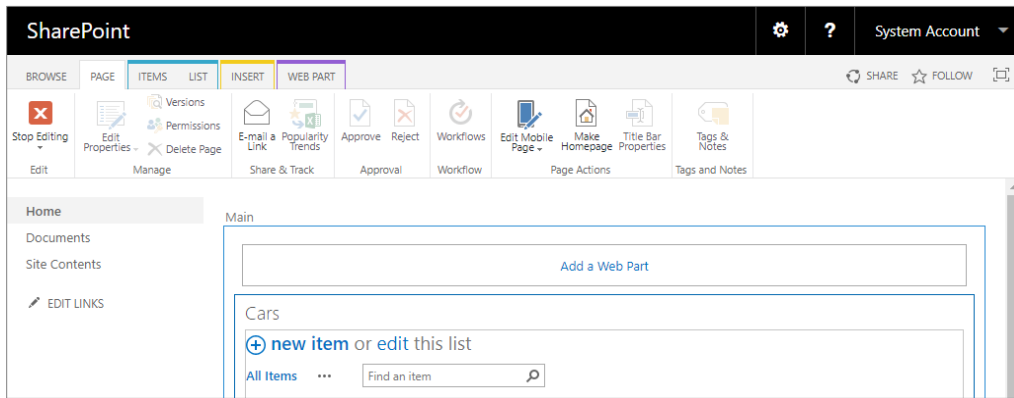 SharePoint
? System Account
BROWSE PAGE ITEMS LIST INSERT WEB PART SHARE FOLLOW
Stop Editing
Edit
Edit
Properties
Versions
Permissions
Delete Page
Manage
E-mail a
Link
Popularity
Trends
Share & Track
Approve Reject
Approval
Workflows
Workflow
Edit Mobile
Page
Make
Homepage
Title Bar
Properties
Page Actions
Tags &
Notes
Tags and Notes
Home
Documents
Site Contents
EDIT LINKS
Main
Add a Web Part
Cars
new item or edit this list
All Items ... Find an item